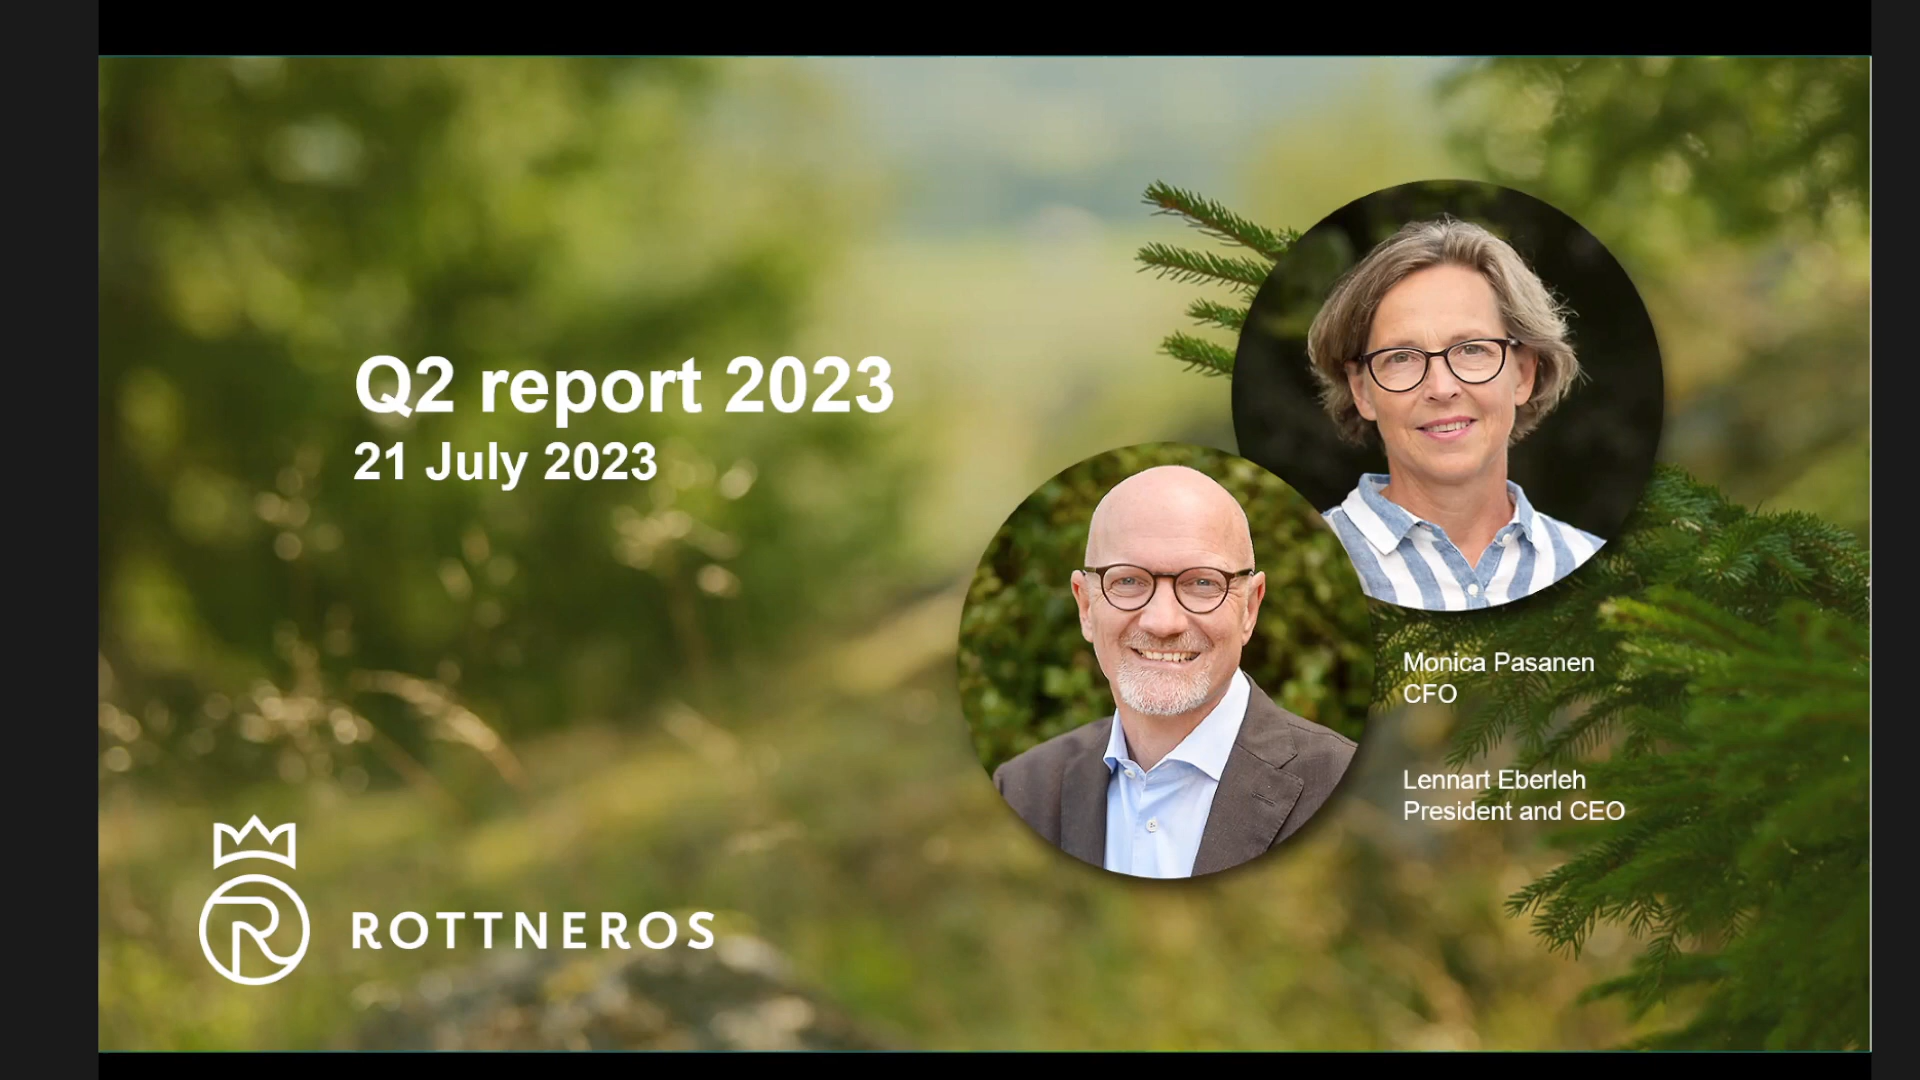 Q2 report 2023
21 July 2023
Monica Pasanen
CFO
Lennart Eberleh
President and CEO
R ROTTNEROS